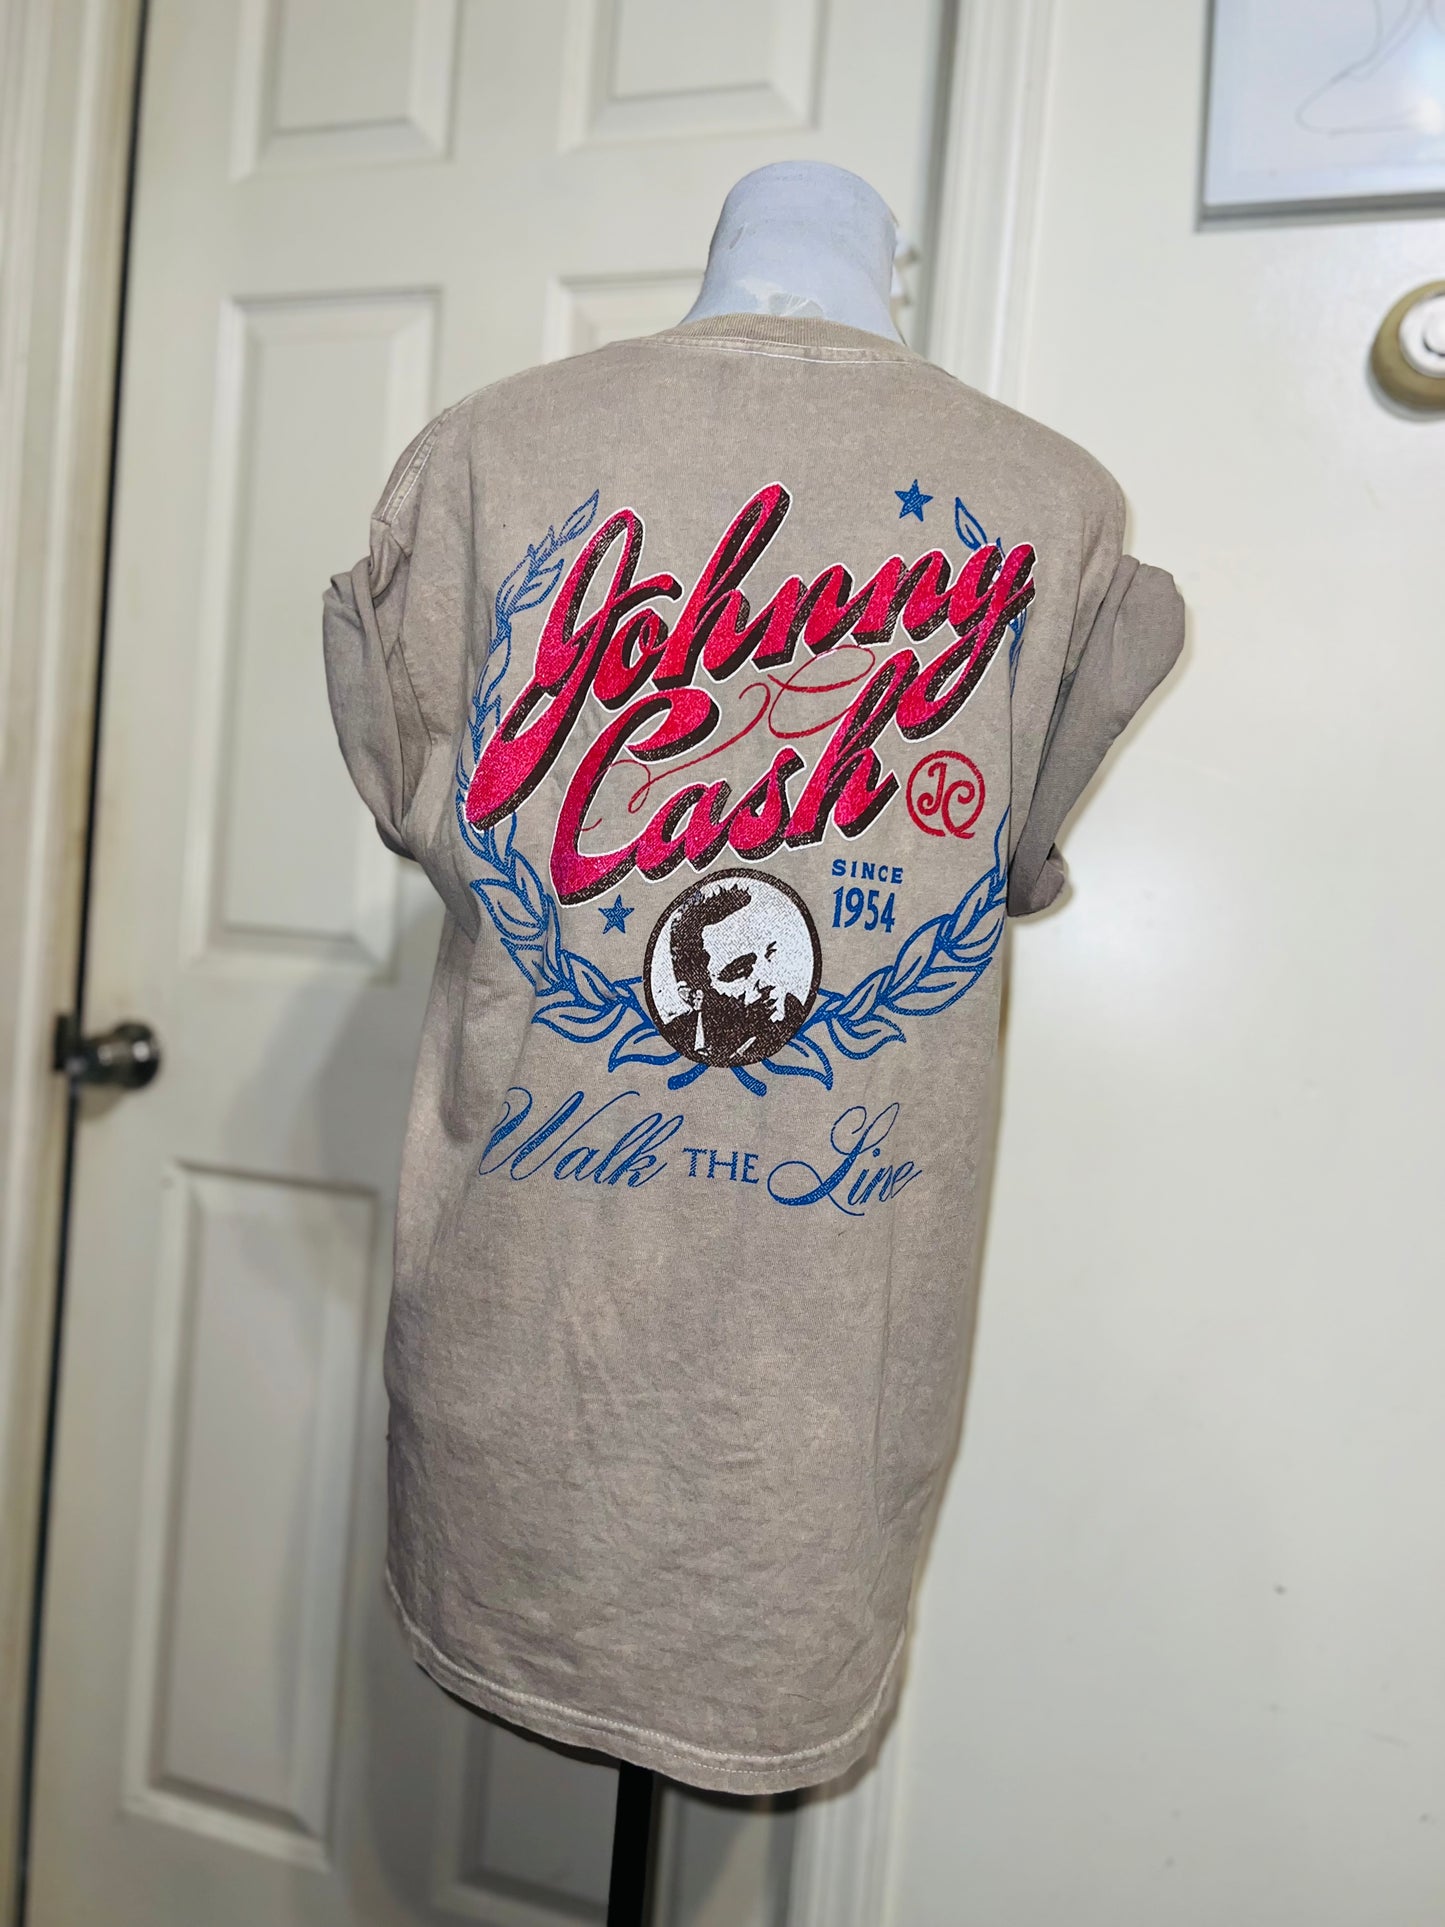 Johnny
Cash
JC
SINCE
1954
Walk THE Line